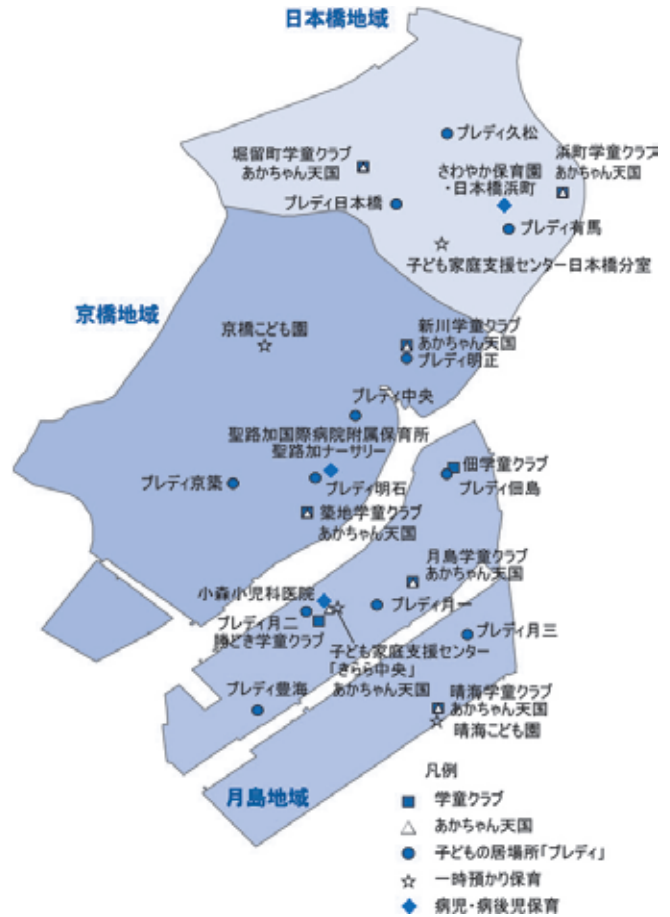 日本橋地域
プレディ久松
堀留町学童クラブ
あかちゃん天国
浜町学童クラブ
あかちゃん天国
さわやか保育園
・日本橋浜町
プレディ日本橋
プレディ有馬
子ども家庭支援センター日本橋分室
京橋地域
京橋こども園
新川学童クラブ
あかちゃん天国
プレディ明正
プレディ中央
聖路加国際病院附属保育所
聖路加ナーサリー
プレディ京築
プレディ明石
佃学童クラブ
プレディ佃島
築地学童クラブ
あかちゃん天国
月島学童クラブ
あかちゃん天国
小森小児科医院
プレディ月一
プレディ月二
勝どき学童クラブ
プレディ月三
子ども家庭支援センター
「きらら中央」
あかちゃん天国
プレディ豊海
晴海学童クラブ
あかちゃん天国
晴海こども園
月島地域
凡例
学童クラブ
あかちゃん天国
子どもの居場所「プレディ」
一時預かり保育
病児・病後児保育